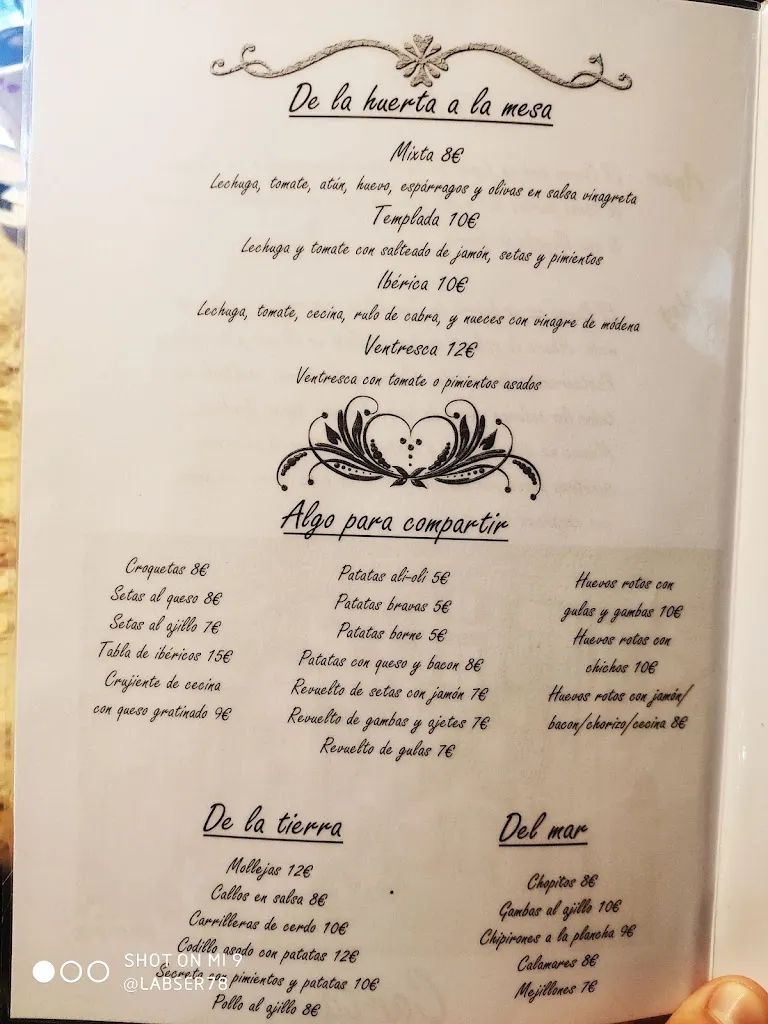 De la huerta a la mesa
Mixta 8€
Lechuga, tomate, atún, huevo, espárragos y olivas en salsa vinagreta
Templada 10€
Lechuga y tomate con salteado de jamón, setas y pimientos
Ibérica 10€
Lechuga, tomate, cecina, rulo de cabra, y nueces con vinagre de módena
Ventresca 12€
Ventresca con tomate o pimientos asados
Algo para compartir
Croquetas 8€
Setas al queso 8€
Setas al ajillo 7€
Tabla de ibéricos 15€
Crujiente de cecina
con queso gratinado 9€
Patatas ali-oli 5€
Patatas bravas 5€
Patatas borne 5€
Patatas con queso y bacon 8€
Revuelto de setas con jamón 7€
Revuelto de gambas y ajetes 7€
Revuelto de gulas 7€
Huevos rotos con
gulas y gambas 10€
Huevos rotos con
chichos 10€
Huevos rotos con jamón/
bacon/chorizo/cecina 8€
De la tierra
Mollejas 12€
Callos en salsa 8€
Carrilleras de cerdo 10€
Codillo asado con patatas 12€
Secreto con pimientos y patatas 10€
Pollo al ajillo 8€
Del mar
Chopitos 8€
Gambas al ajillo 10€
Chipirones a la plancha 9€
Calamares 8€
Mejillones 7€
SHOT ON MI 9
@LABSER78